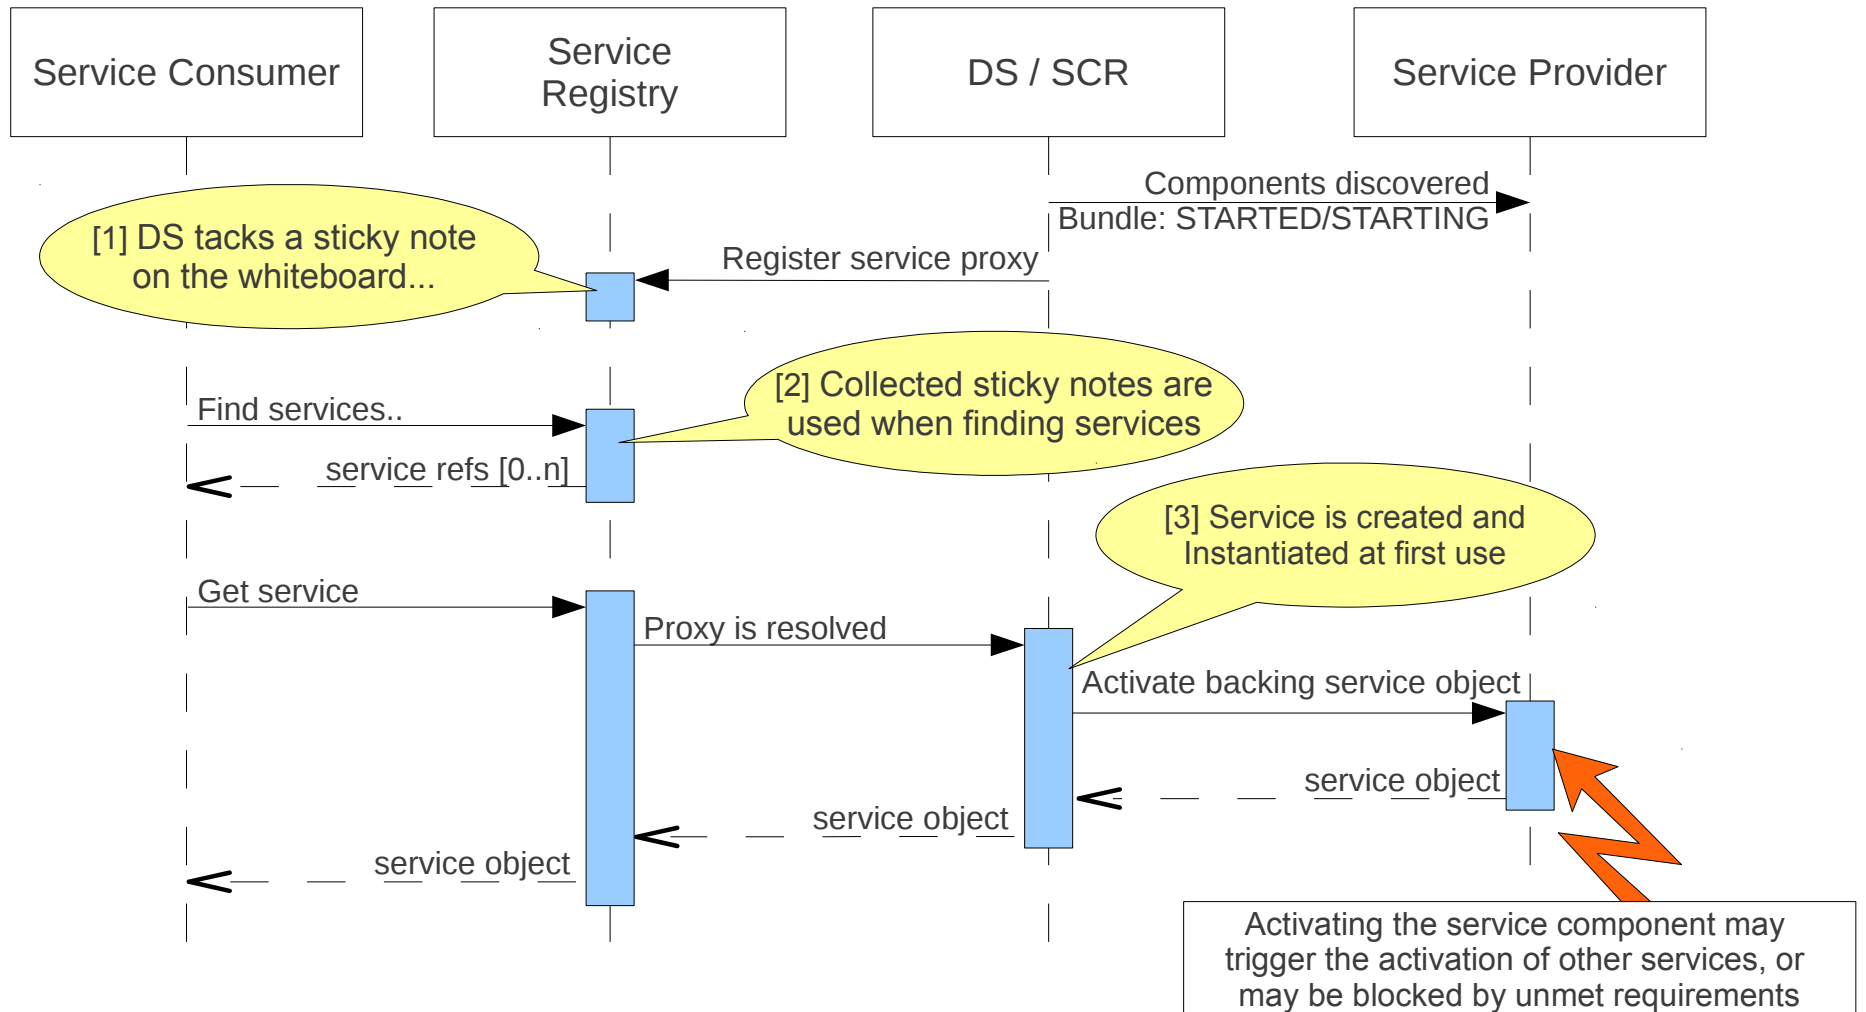 Service Consumer
Service
Registry
DS / SCR
Service Provider
Components discovered
Bundle: STARTED/STARTING
[1] DS tacks a sticky note
on the whiteboard...
Register service proxy
[2] Collected sticky notes are
used when finding services
Find services..
service refs [0..n]
[3] Service is created and
Instantiated at first use
Get service
Proxy is resolved
Activate backing service object
service object
service object
service object
Activating the service component may
trigger the activation of other services, or
may be blocked by unmet requirements